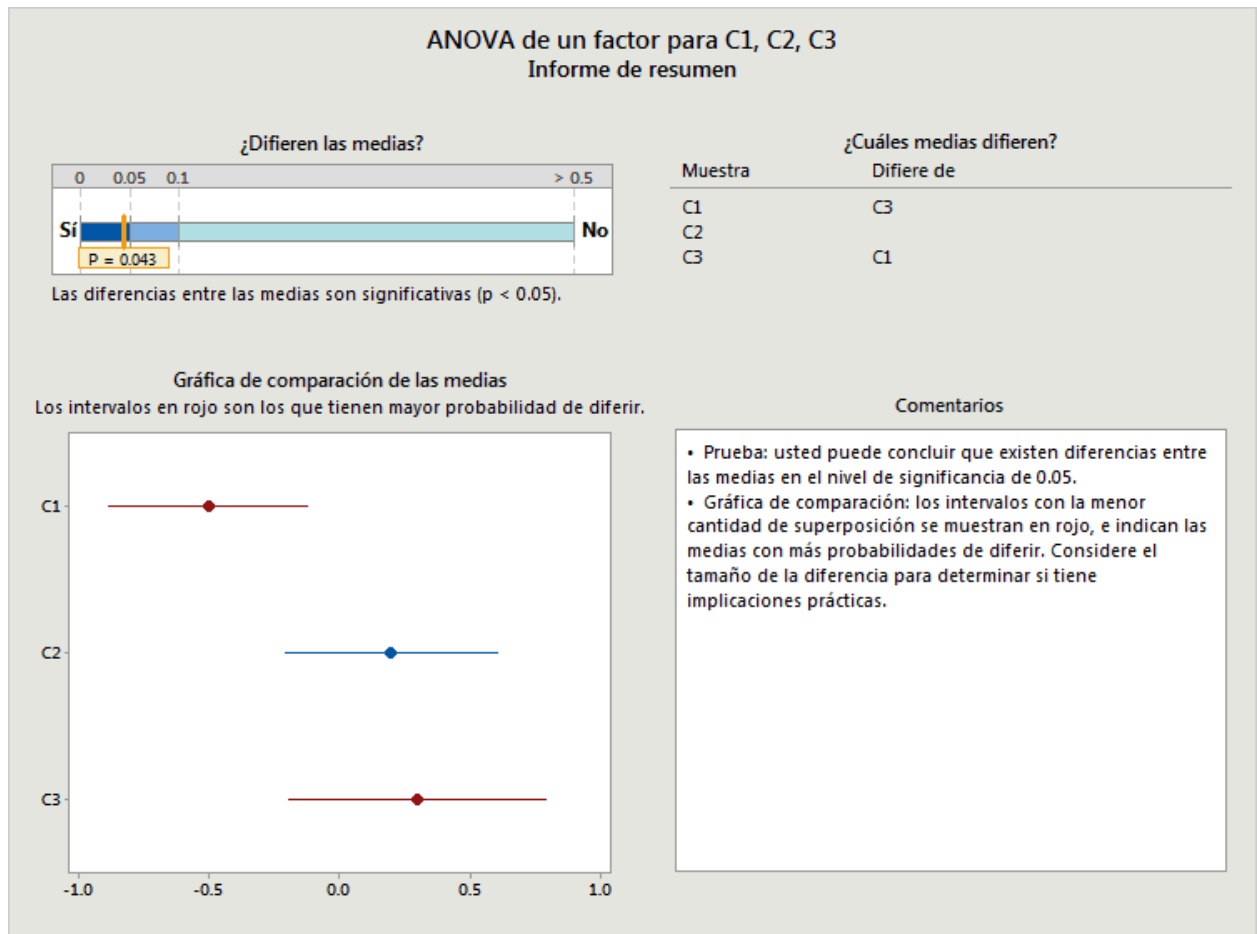 ANOVA de un factor para C1, C2, C3
Informe de resumen
¿Difieren las medias?
0 0.05 0.1 > 0.5
Sí No
P = 0.043
Las diferencias entre las medias son significativas (p < 0.05).
¿Cuáles medias difieren?
Muestra Difiere de
C1 C3
C2
C3 C1
Gráfica de comparación de las medias
Los intervalos en rojo son los que tienen mayor probabilidad de diferir.
C1
C2
C3
-1.0 -0.5 0.0 0.5 1.0
Comentarios
• Prueba: usted puede concluir que existen diferencias entre
las medias en el nivel de significancia de 0.05.
• Gráfica de comparación: los intervalos con la menor
cantidad de superposición se muestran en rojo, e indican las
medias con más probabilidades de diferir. Considere el
tamaño de la diferencia para determinar si tiene
implicaciones prácticas.